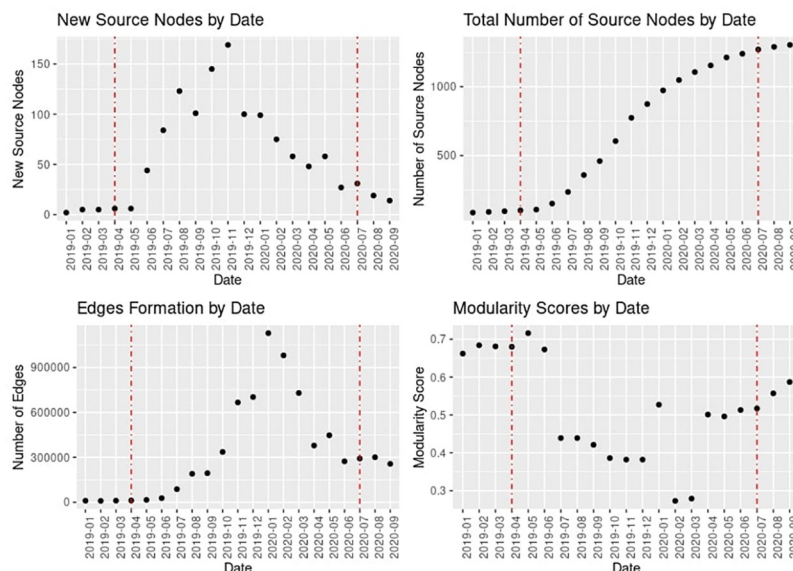 New Source Nodes by Date
New Source Nodes
150
100
50
0
2019-01 2019-02 2019-03 2019-04 2019-05 2019-06 2019-07 2019-08 2019-09 2019-10 2019-11 2019-12 2020-01 2020-02 2020-03 2020-04 2020-05 2020-06 2020-07 2020-08 2020-09
Date
Total Number of Source Nodes by Date
Number of Source Nodes
1000
500
2019-01 2019-02 2019-03 2019-04 2019-05 2019-06 2019-07 2019-08 2019-09 2019-10 2019-11 2019-12 2020-01 2020-02 2020-03 2020-04 2020-05 2020-06 2020-07 2020-08
Date
Edges Formation by Date
Number of Edges
900000
600000
300000
0
2019-01 2019-02 2019-03 2019-04 2019-05 2019-06 2019-07 2019-08 2019-09 2019-10 2019-11 2019-12 2020-01 2020-02 2020-03 2020-04 2020-05 2020-06 2020-07 2020-08 2020-09
Date
Modularity Scores by Date
Modularity Score
0.7
0.6
0.5
0.4
0.3
2019-01 2019-02 2019-03 2019-04 2019-05 2019-06 2019-07 2019-08 2019-09 2019-10 2019-11 2019-12 2020-01 2020-02 2020-03 2020-04 2020-05 2020-06 2020-07 2020-08
Date